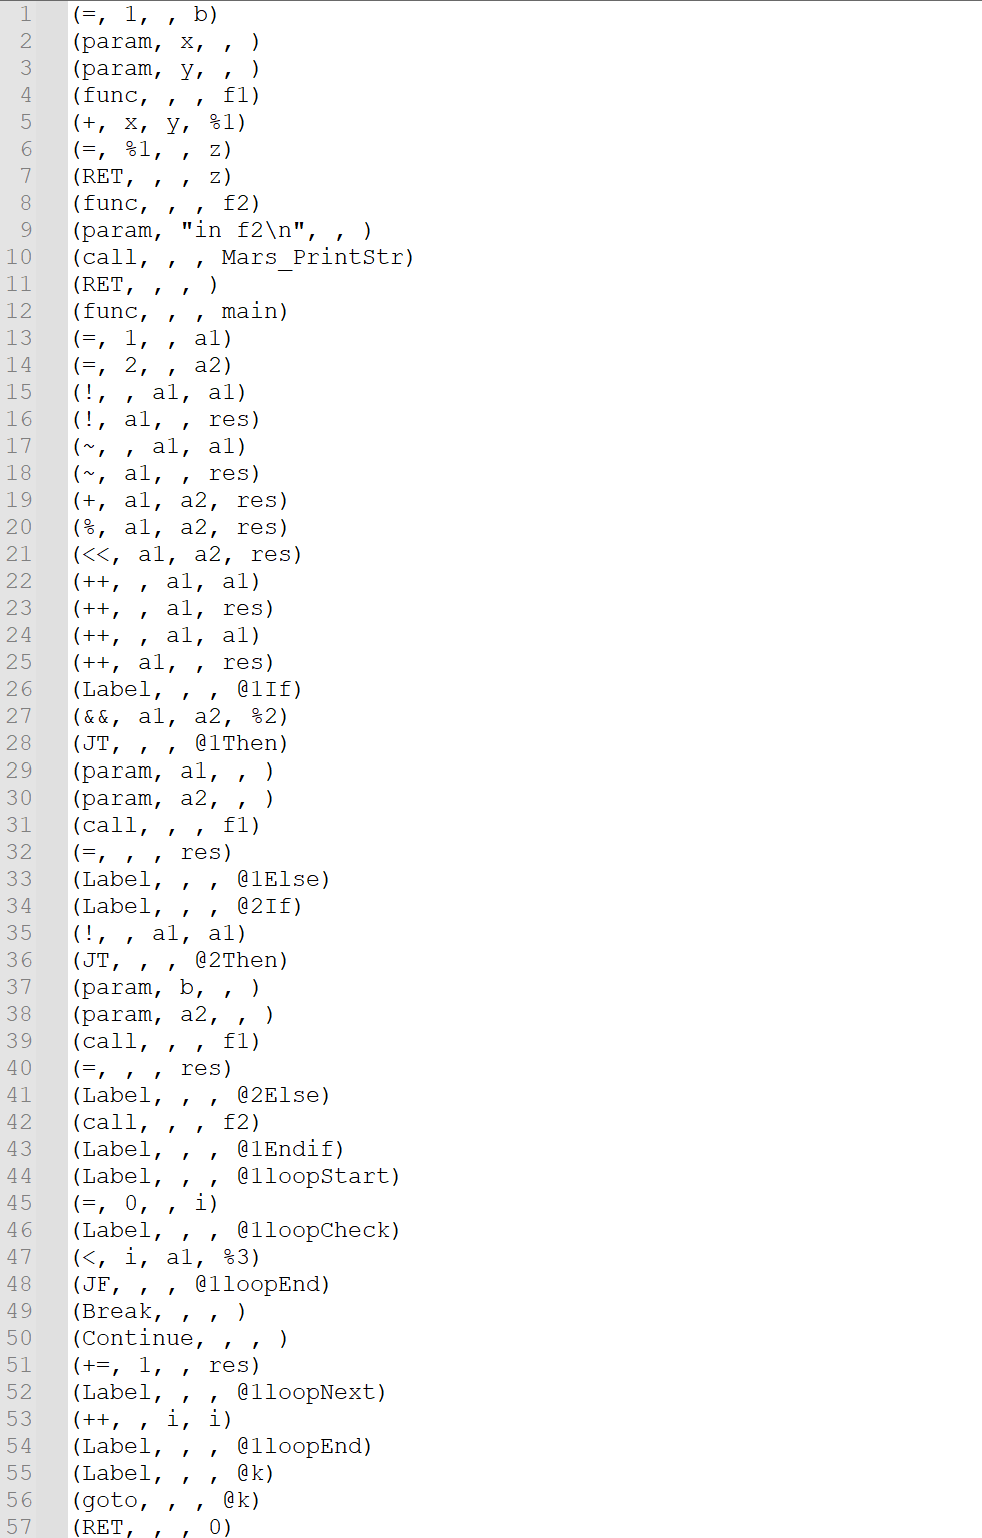 1 (=, 1, , b)
2 (param, x, , )
3 (param, y, , )
4 (func, , , f1)
5 (+, x, y, %1)
6 (=, %1, , z)
7 (RET, , , z)
8 (func, , , f2)
9 (param, "in f2\n", , )
10 (call, , , Mars_PrintStr)
11 (RET, , , )
12 (func, , , main)
13 (=, 1, , a1)
14 (=, 2, , a2)
15 (!, , a1, a1)
16 (!, a1, , res)
17 (~, , a1, a1)
18 (~, a1, , res)
19 (+, a1, a2, res)
20 (%, a1, a2, res)
21 (<<, a1, a2, res)
22 (++, , a1, a1)
23 (++, , a1, res)
24 (++, , a1, a1)
25 (++, a1, , res)
26 (Label, , , @1If)
27 (&&, a1, a2, %2)
28 (JT, , , @1Then)
29 (param, a1, , )
30 (param, a2, , )
31 (call, , , f1)
32 (=, , , res)
33 (Label, , , @1Else)
34 (Label, , , @2If)
35 (!, , a1, a1)
36 (JT, , , @2Then)
37 (param, b, , )
38 (param, a2, , )
39 (call, , , f1)
40 (=, , , res)
41 (Label, , , @2Else)
42 (call, , , f2)
43 (Label, , , @1Endif)
44 (Label, , , @1loopStart)
45 (=, 0, , i)
46 (Label, , , @1loopCheck)
47 (<, i, a1, %3)
48 (JF, , , @1loopEnd)
49 (Break, , , )
50 (Continue, , , )
51 (+=, 1, , res)
52 (Label, , , @1loopNext)
53 (++, , i, i)
54 (Label, , , @1loopEnd)
55 (Label, , , @k)
56 (goto, , , @k)
57 (RET, , , 0)